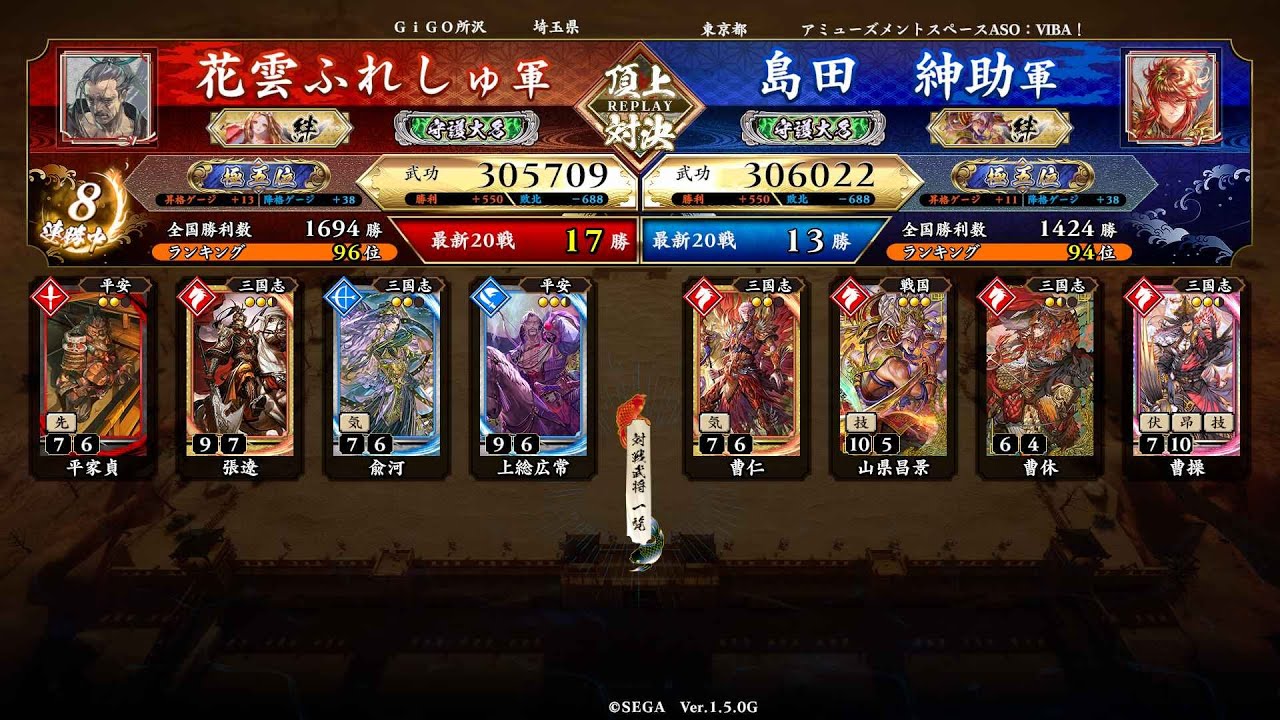 GiGO所沢 埼玉県 東京都 アミューズメントスペースASO：VIBA！
花雲ふれしゅ軍 頂上 REPLAY 対決 島田 紳助軍
絆 守護大名 守護大名 絆
極五位 武功 305709 武功 306022 極五位
昇格ゲージ +13 降格ゲージ +38 勝利 +550 敗北 -688 勝利 +550 敗北 -688 昇格ゲージ +11 降格ゲージ +38
8 連勝中
全国勝利数 1694勝 最新20戦 17勝 最新20戦 13勝 全国勝利数 1424勝
ランキング 96位 ランキング 94位
平安 三国志 三国志 平安 三国志 戦国 三国志 三国志
先 気 気 技 伏 昂 技
7 6 9 7 7 6 9 6 7 6 10 5 6 4 7 10
平家貞 張遼 兪河 上総広常 曹仁 山県昌景 曹休 曹操
対戦武将一覧
©SEGA Ver.1.5.0G